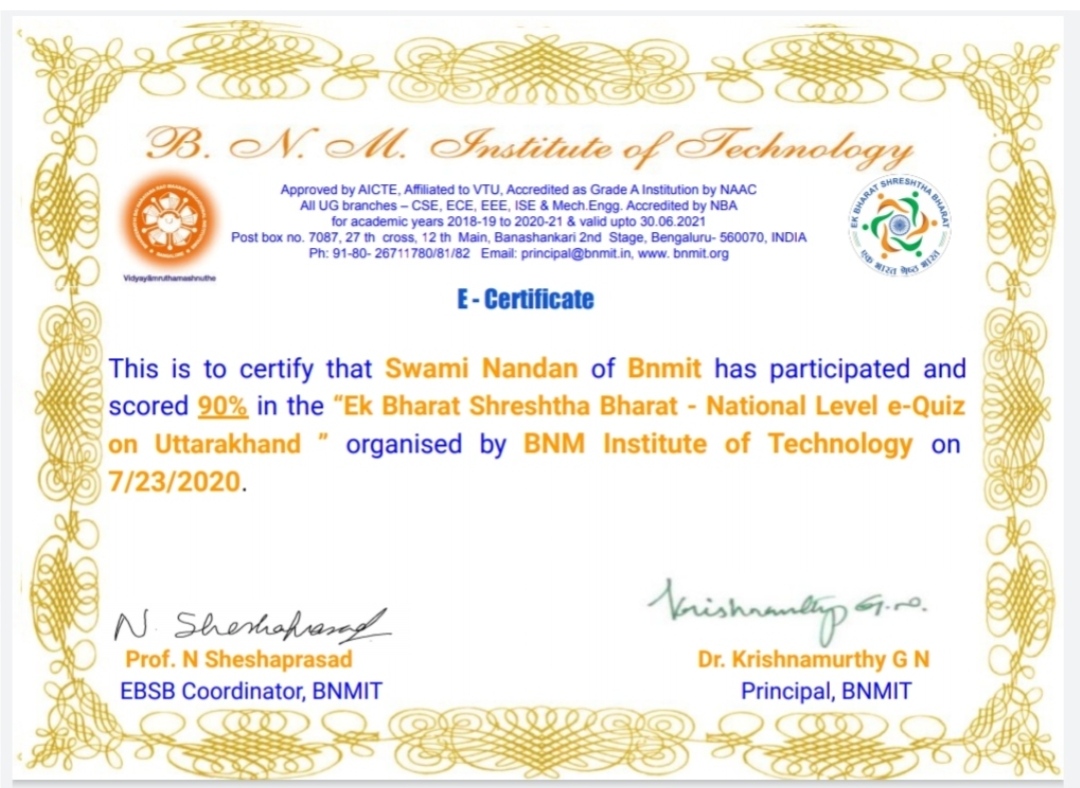 B. N. M. Institute of Technology
Approved by AICTE, Affiliated to VTU, Accredited as Grade A Institution by NAAC
All UG branches – CSE, ECE, EEE, ISE & Mech.Engg. Accredited by NBA
for academic years 2018-19 to 2020-21 & valid upto 30.06.2021
Post box no. 7087, 27 th cross, 12 th Main, Banashankari 2nd Stage, Bengaluru- 560070, INDIA
Ph: 91-80- 26711780/81/82 Email: principal@bnmit.in, www. bnmit.org
Vidyayāmruthamashnuthe
EK BHARAT SHRESHTHA BHARAT
एक भारत श्रेष्ठ भारत
E - Certificate
This is to certify that Swami Nandan of Bnmit has participated and
scored 90% in the “Ek Bharat Shreshtha Bharat - National Level e-Quiz
on Uttarakhand ” organised by BNM Institute of Technology on
7/23/2020.
N. Sheshaprasad
Krishnamurthy G.N.
Prof. N Sheshaprasad
Dr. Krishnamurthy G N
EBSB Coordinator, BNMIT
Principal, BNMIT